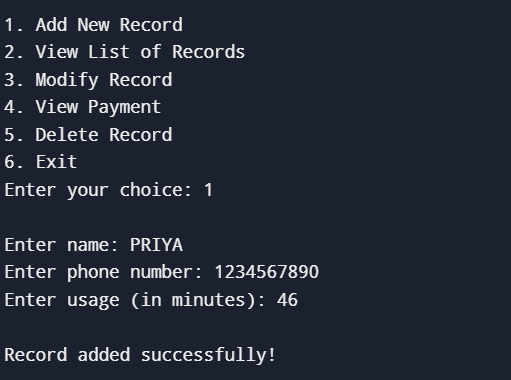 1. Add New Record
2. View List of Records
3. Modify Record
4. View Payment
5. Delete Record
6. Exit
Enter your choice: 1
Enter name: PRIYA
Enter phone number: 1234567890
Enter usage (in minutes): 46
Record added successfully!